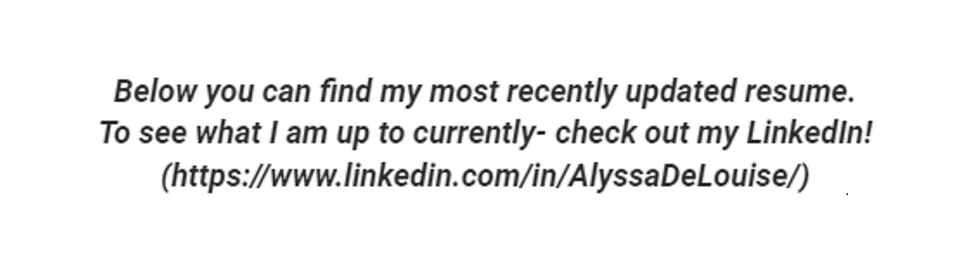 Below you can find my most recently updated resume.
To see what I am up to currently- check out my LinkedIn!
(https://www.linkedin.com/in/AlyssaDeLouise/)